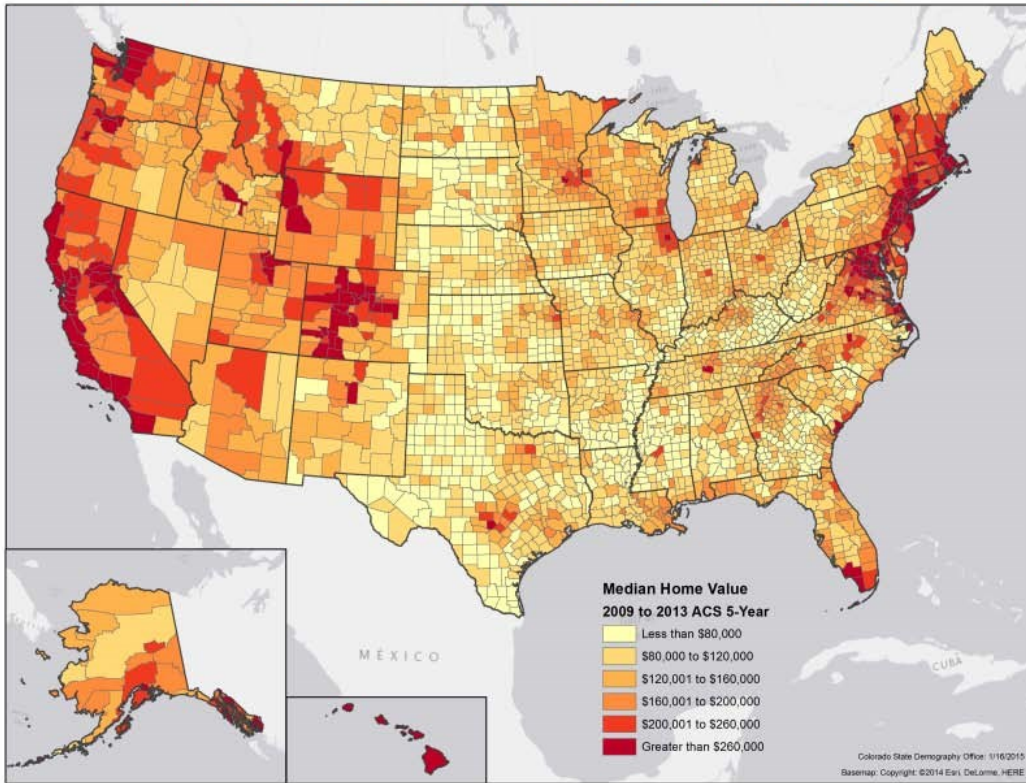 MÉXICO
CUBA
Median Home Value
2009 to 2013 ACS 5-Year
Less than $80,000
$80,000 to $120,000
$120,001 to $160,000
$160,001 to $200,000
$200,001 to $260,000
Greater than $260,000
Colorado State Demography Office: 1/16/2015
Basemap: Copyright: ©2014 Esri, DeLorme, HERE